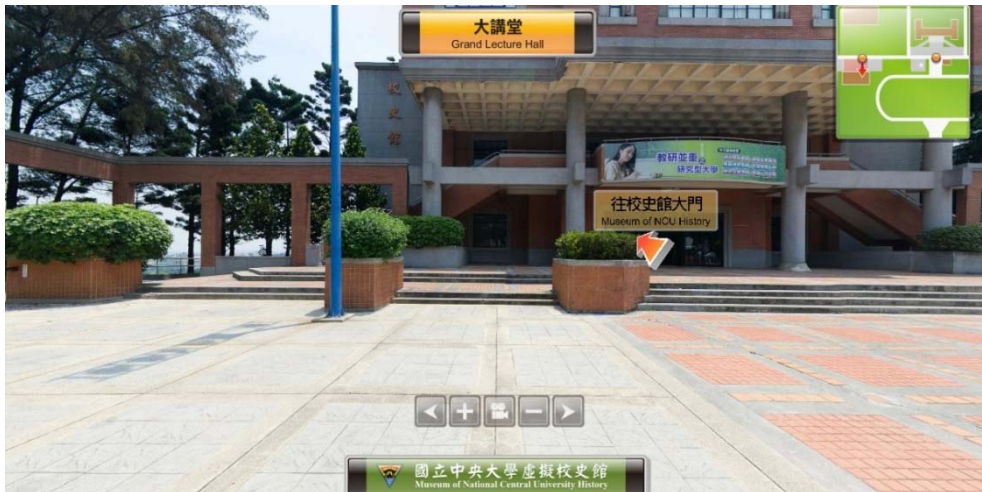 大講堂
Grand Lecture Hall
校史館
教研並重の
研究型大學
往校史館大門
Museum of NCU History
國立中央大學虛擬校史館
Museum of National Central University History